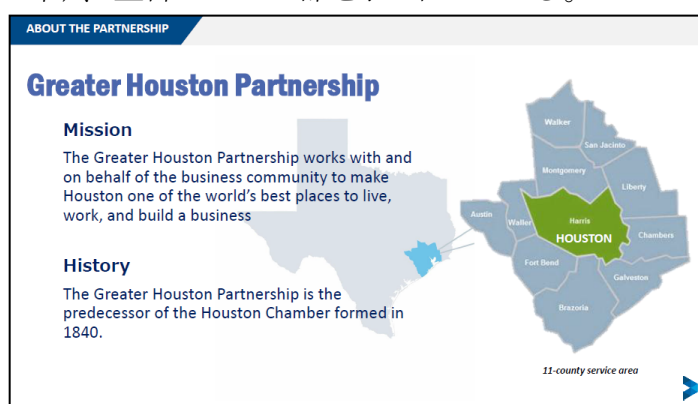 ABOUT THE PARTNERSHIP
Greater Houston Partnership
Mission
The Greater Houston Partnership works with and
on behalf of the business community to make
Houston one of the world's best places to live,
work, and build a business
History
The Greater Houston Partnership is the
predecessor of the Houston Chamber formed in
1840.
Walker
San Jacinto
Montgomery
Liberty
Austin
Waller
Harris
HOUSTON
Chambers
Fort Bend
Galveston
Brazoria
11-county service area